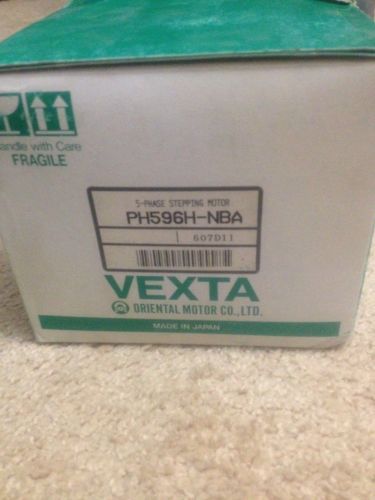 andle with Care
FRAGILE
5-PHASE STEPPING MOTOR
PH596H-NBA
607D11
VEXTA
ORIENTAL MOTOR CO.,LTD.
MADE IN JAPAN